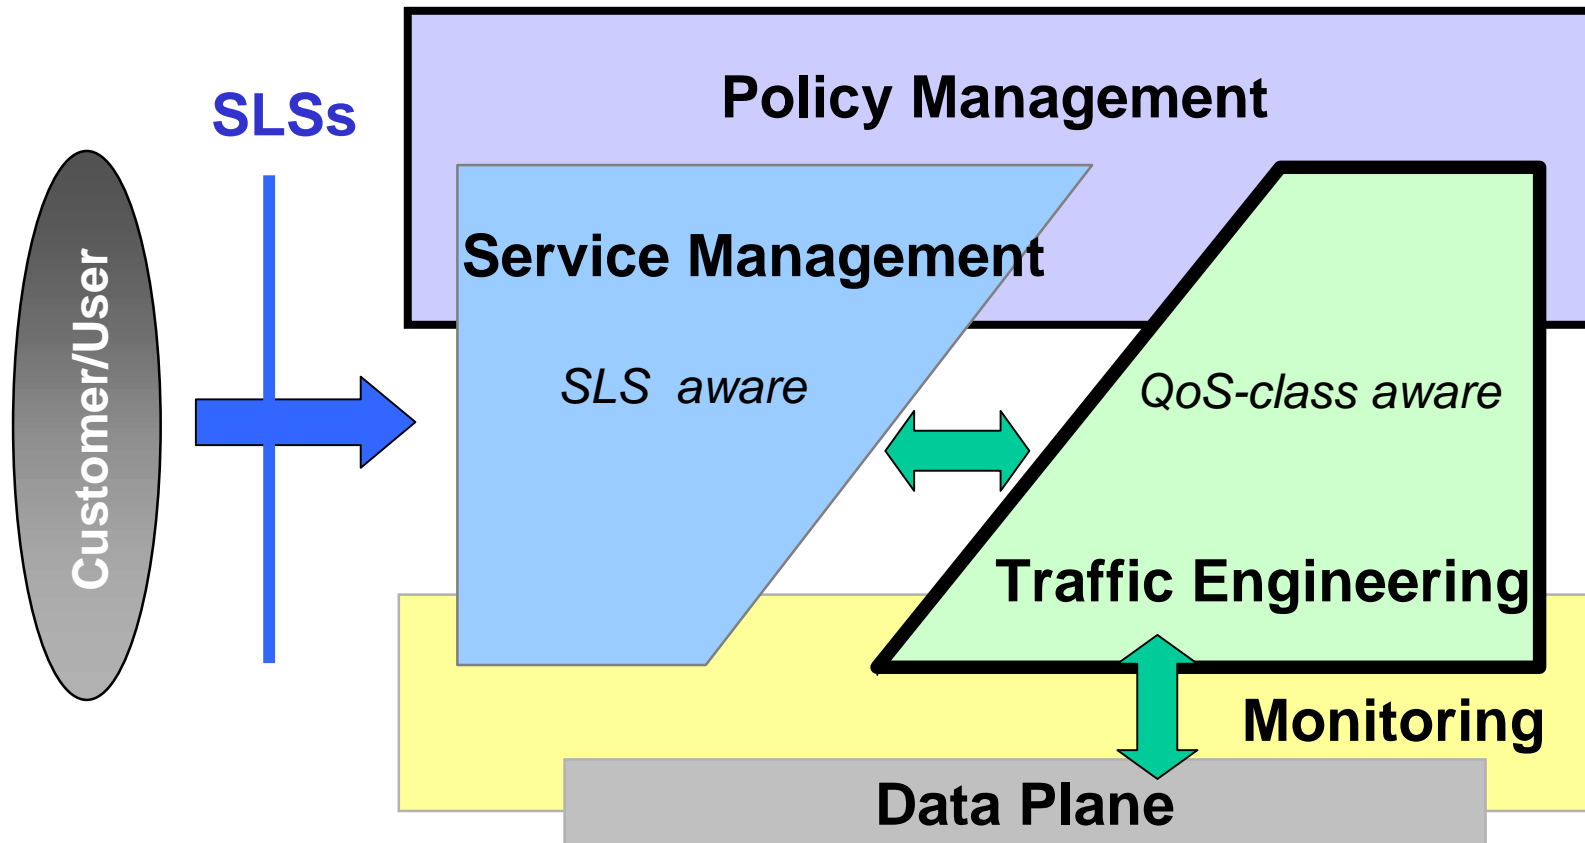 Policy Management
SLSs
Customer/User
Service Management
SLS aware
QoS-class aware
Traffic Engineering
Monitoring
Data Plane